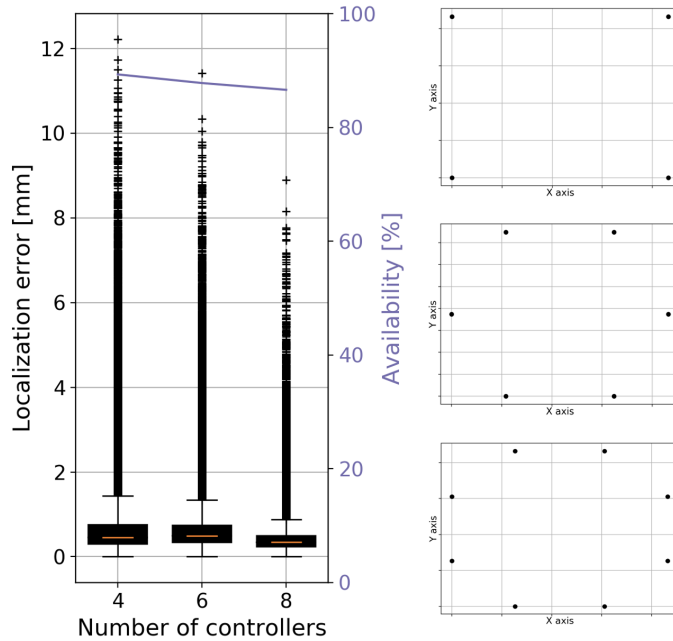 12
10
8
6
4
2
0
Localization error [mm]
4 6 8
Number of controllers
100
80
60
40
20
0
Availability [%]
Y axis
X axis
Y axis
X axis
Y axis
X axis